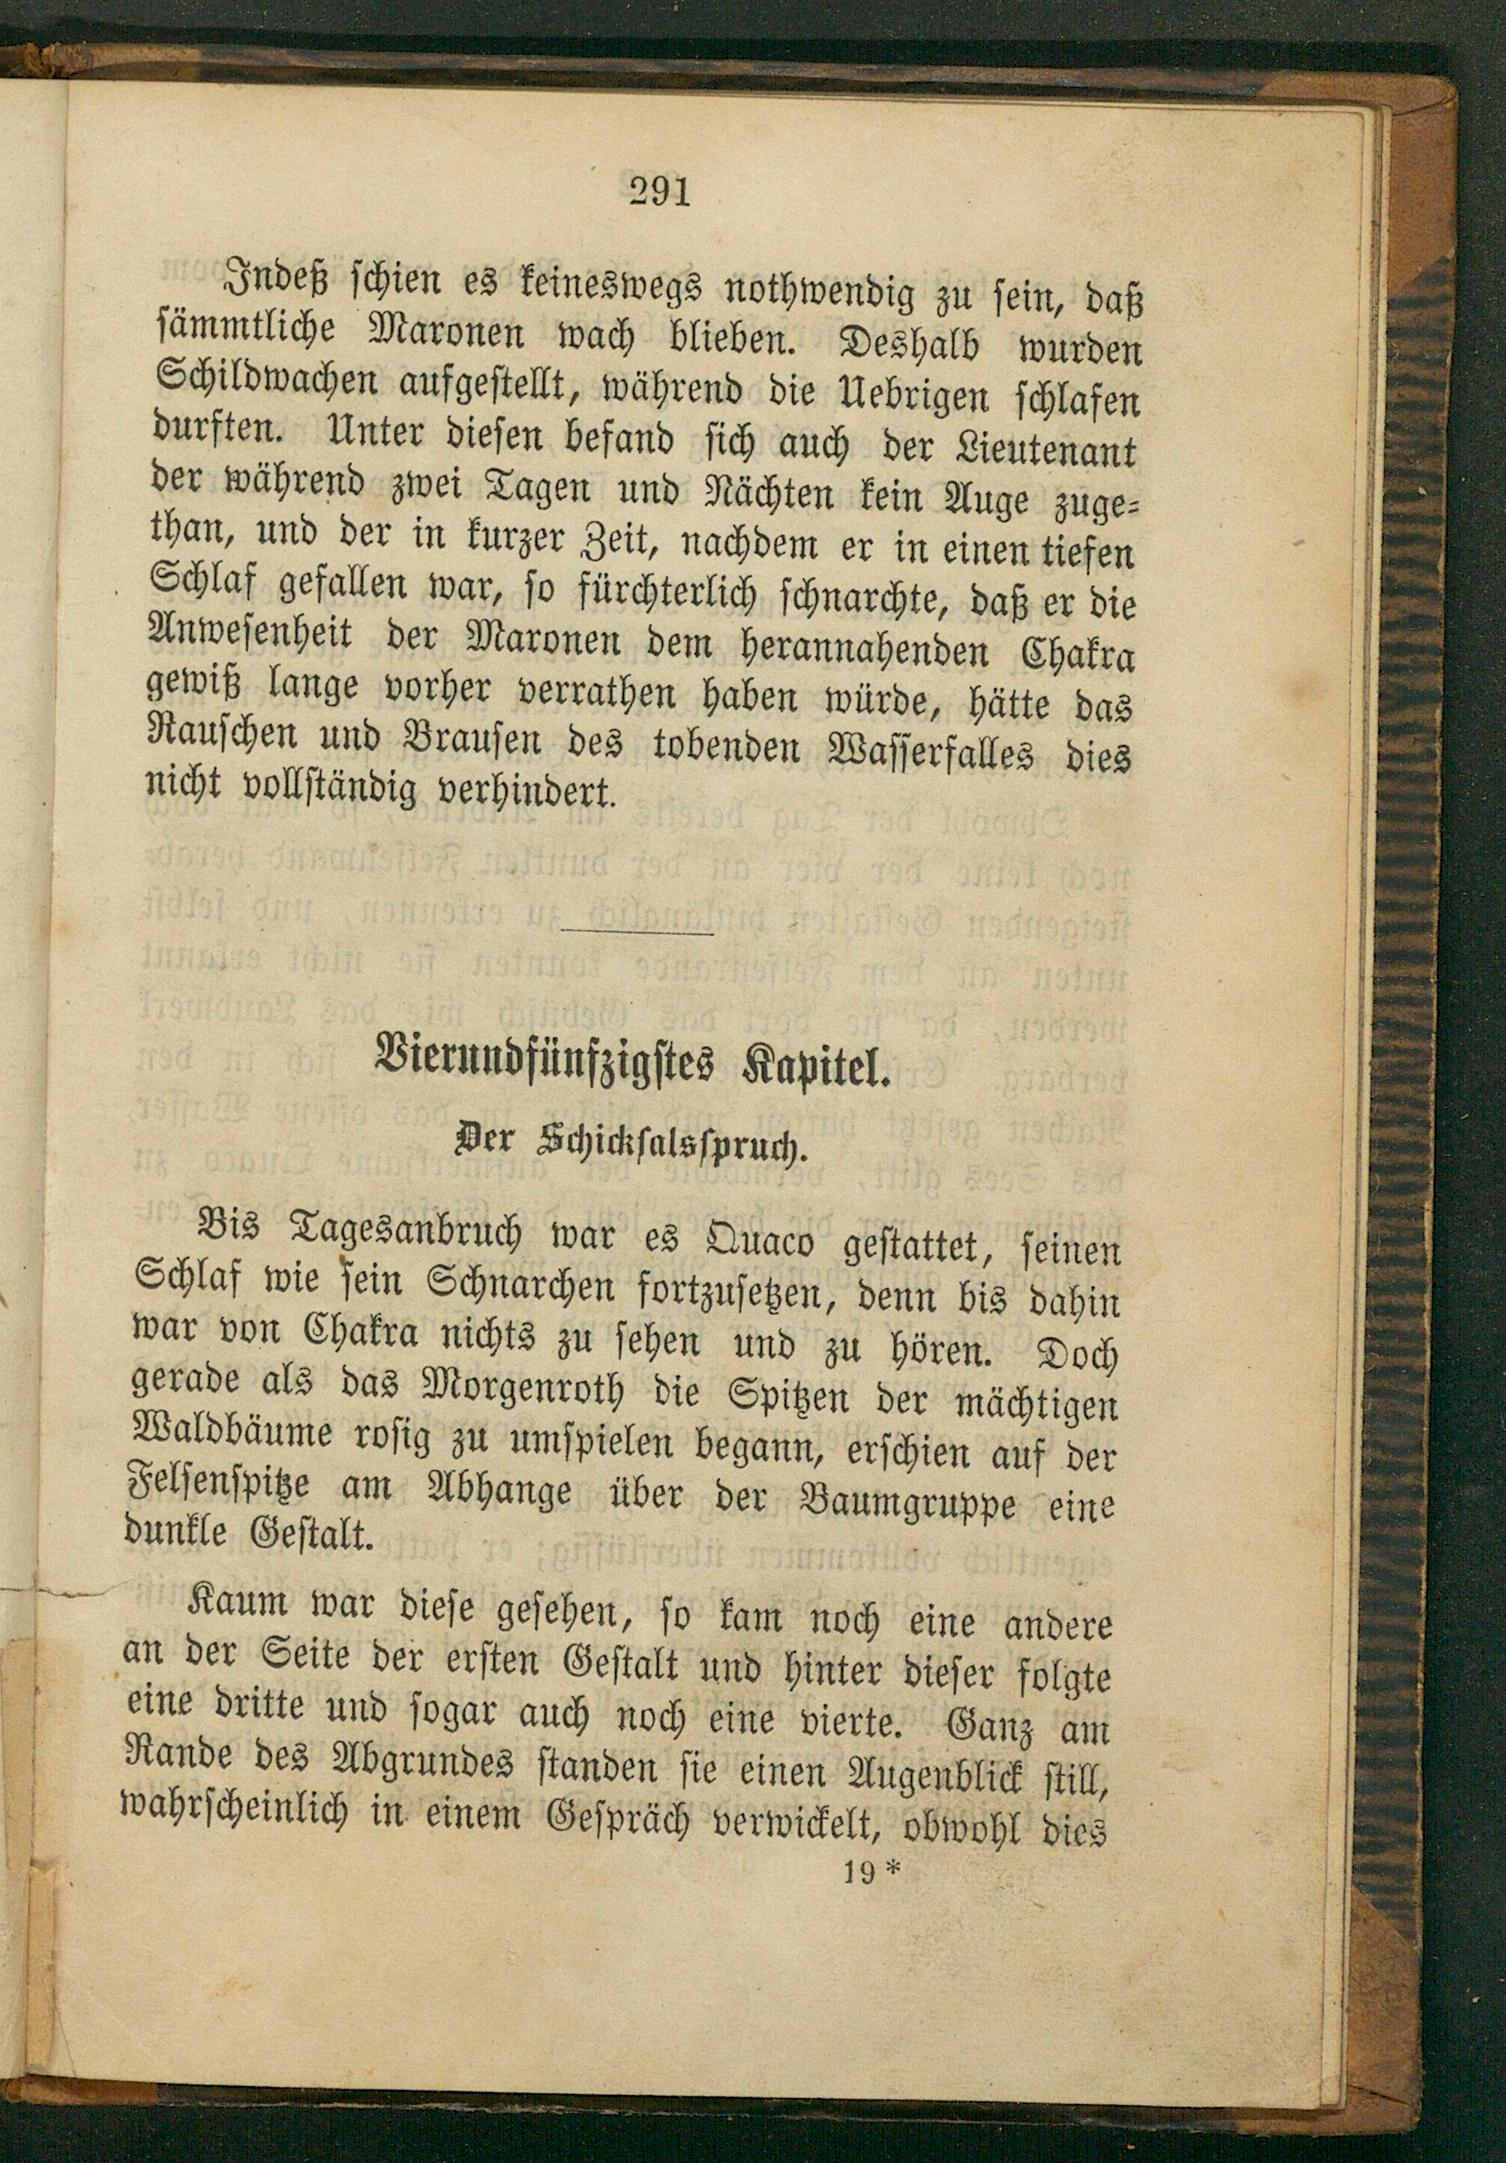 291
Indeß schien es keineswegs nothwendig zu sein, daß
sämmtliche Maronen wach blieben. Deshalb wurden
Schildwachen aufgestellt, während die Uebrigen schlafen
durften. Unter diesen befand sich auch der Lieutenant
der während zwei Tagen und Nächten kein Auge zuge-
than, und der in kurzer Zeit, nachdem er in einen tiefen
Schlaf gefallen war, so fürchterlich schnarchte, daß er die
Anwesenheit der Maronen dem herannahenden Chakra
gewiß lange vorher verrathen haben würde, hätte das
Rauschen und Brausen des tobenden Wasserfalles dies
nicht vollständig verhindert.
Vierundfünfzigstes Kapitel.
Der Schicksalsspruch.
Bis Tagesanbruch war es Quaco gestattet, seinen
Schlaf wie sein Schnarchen fortzusetzen, denn bis dahin
war von Chakra nichts zu sehen und zu hören. Doch
gerade als das Morgenroth die Spitzen der mächtigen
Waldbäume rosig zu umspielen begann, erschien auf der
Felsenspitze am Abhange über der Baumgruppe eine
dunkle Gestalt.
Kaum war diese gesehen, so kam noch eine andere
an der Seite der ersten Gestalt und hinter dieser folgte
eine dritte und sogar auch noch eine vierte. Ganz am
Rande des Abgrundes standen sie einen Augenblick still,
wahrscheinlich in einem Gespräch verwickelt, obwohl dies
19*